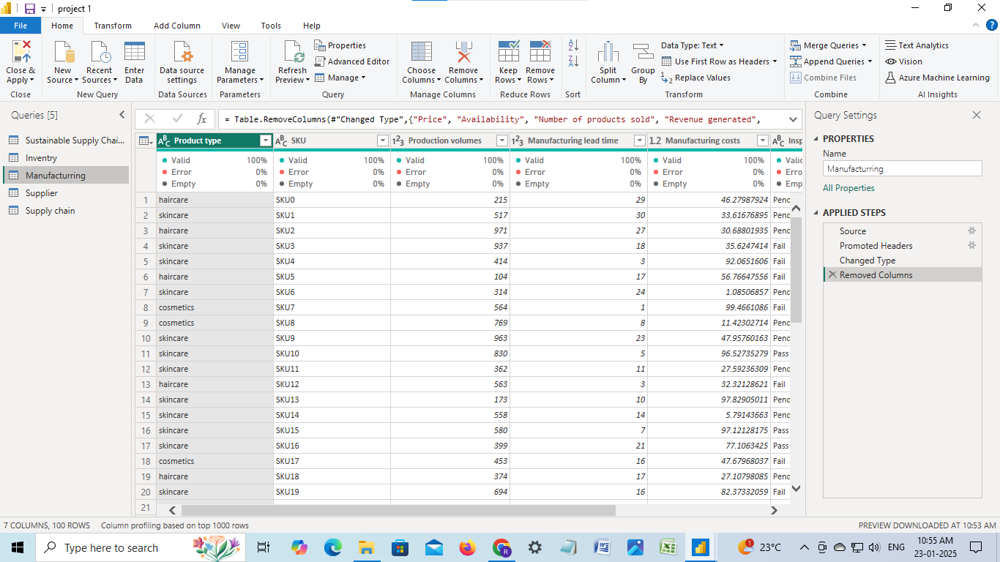 project 1
File Home Transform Add Column View Tools Help
Close & Apply
New Source
Recent Sources
Enter Data
Data source settings
Manage Parameters
Refresh Preview
Properties
Advanced Editor
Manage
Choose Columns
Remove Columns
Keep Rows
Remove Rows
Split Column
Group By
Data Type: Text
Use First Row as Headers
Replace Values
Merge Queries
Append Queries
Combine Files
Text Analytics
Vision
Azure Machine Learning
Close New Query Data Sources Parameters Query Manage Columns Reduce Rows Sort Transform Combine AI Insights
Queries [5]
Sustainable Supply Chai...
Inventry
Manufacturring
Supplier
Supply chain
= Table.RemoveColumns(#"Changed Type",{"Price", "Availability", "Number of products sold", "Revenue generated",
Product type SKU Production volumes Manufacturing lead time 1.2 Manufacturing costs Insp
Valid 100% Valid 100% Valid 100% Valid 100% Valid 100% Valid
Error 0% Error 0% Error 0% Error 0% Error 0% Erro
Empty 0% Empty 0% Empty 0% Empty 0% Empty 0% Emp
1 haircare SKU0 215 29 46.27987924 Pend
2 skincare SKU1 517 30 33.61676895 Pend
3 haircare SKU2 971 27 30.68801935 Pend
4 skincare SKU3 937 18 35.6247414 Fail
5 skincare SKU4 414 3 92.0651606 Fail
6 haircare SKU5 104 17 56.76647556 Fail
7 skincare SKU6 314 24 1.08506857 Pend
8 cosmetics SKU7 564 1 99.4661086 Fail
9 cosmetics SKU8 769 8 11.42302714 Pend
10 skincare SKU9 963 23 47.95760163 Pend
11 skincare SKU10 830 5 96.52735279 Pass
12 skincare SKU11 362 11 27.59236309 Pend
13 haircare SKU12 563 3 32.32128621 Fail
14 skincare SKU13 173 10 97.82905011 Pend
15 skincare SKU14 558 14 5.79143663 Pend
16 skincare SKU15 580 7 97.12128175 Pass
17 skincare SKU16 399 21 77.1063425 Pass
18 cosmetics SKU17 453 16 47.67968037 Fail
19 haircare SKU18 374 17 27.10798085 Pend
20 skincare SKU19 694 16 82.37332059 Fail
21
Query Settings
PROPERTIES
Name
Manufacturring
All Properties
APPLIED STEPS
Source
Promoted Headers
Changed Type
Removed Columns
7 COLUMNS, 100 ROWS Column profiling based on top 1000 rows PREVIEW DOWNLOADED AT 10:53 AM
Type here to search
23°C
ENG
10:55 AM
23-01-2025